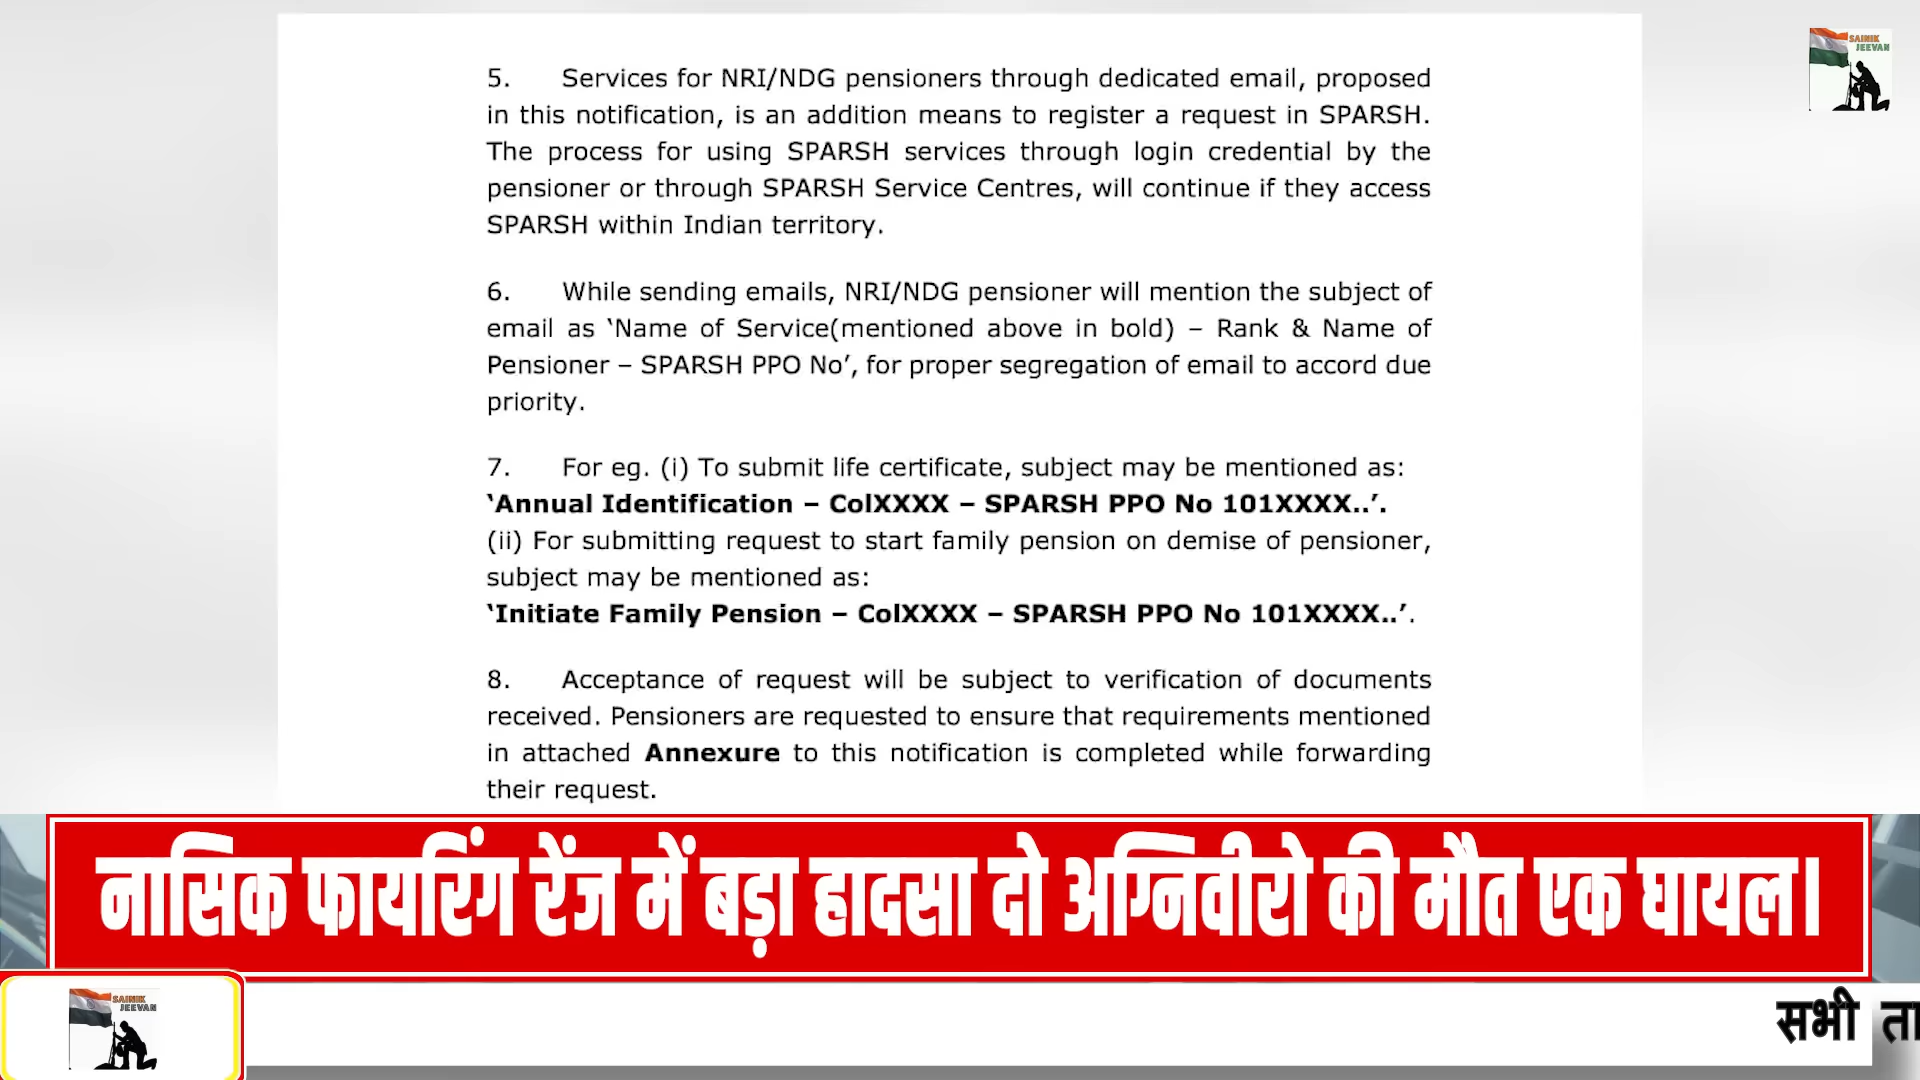 SAINIK
JEEVAN
5. Services for NRI/NDG pensioners through dedicated email, proposed
in this notification, is an addition means to register a request in SPARSH.
The process for using SPARSH services through login credential by the
pensioner or through SPARSH Service Centres, will continue if they access
SPARSH within Indian territory.
6. While sending emails, NRI/NDG pensioner will mention the subject of
email as ‘Name of Service(mentioned above in bold) – Rank & Name of
Pensioner – SPARSH PPO No’, for proper segregation of email to accord due
priority.
7. For eg. (i) To submit life certificate, subject may be mentioned as:
‘Annual Identification – ColXXXX – SPARSH PPO No 101XXXX..’.
(ii) For submitting request to start family pension on demise of pensioner,
subject may be mentioned as:
‘Initiate Family Pension – ColXXXX – SPARSH PPO No 101XXXX..’.
8. Acceptance of request will be subject to verification of documents
received. Pensioners are requested to ensure that requirements mentioned
in attached Annexure to this notification is completed while forwarding
their request.
नासिक फायरिंग रेंज में बड़ा हादसा दो अग्निवीरो की मौत एक घायल।
SAINIK
JEEVAN
सभी